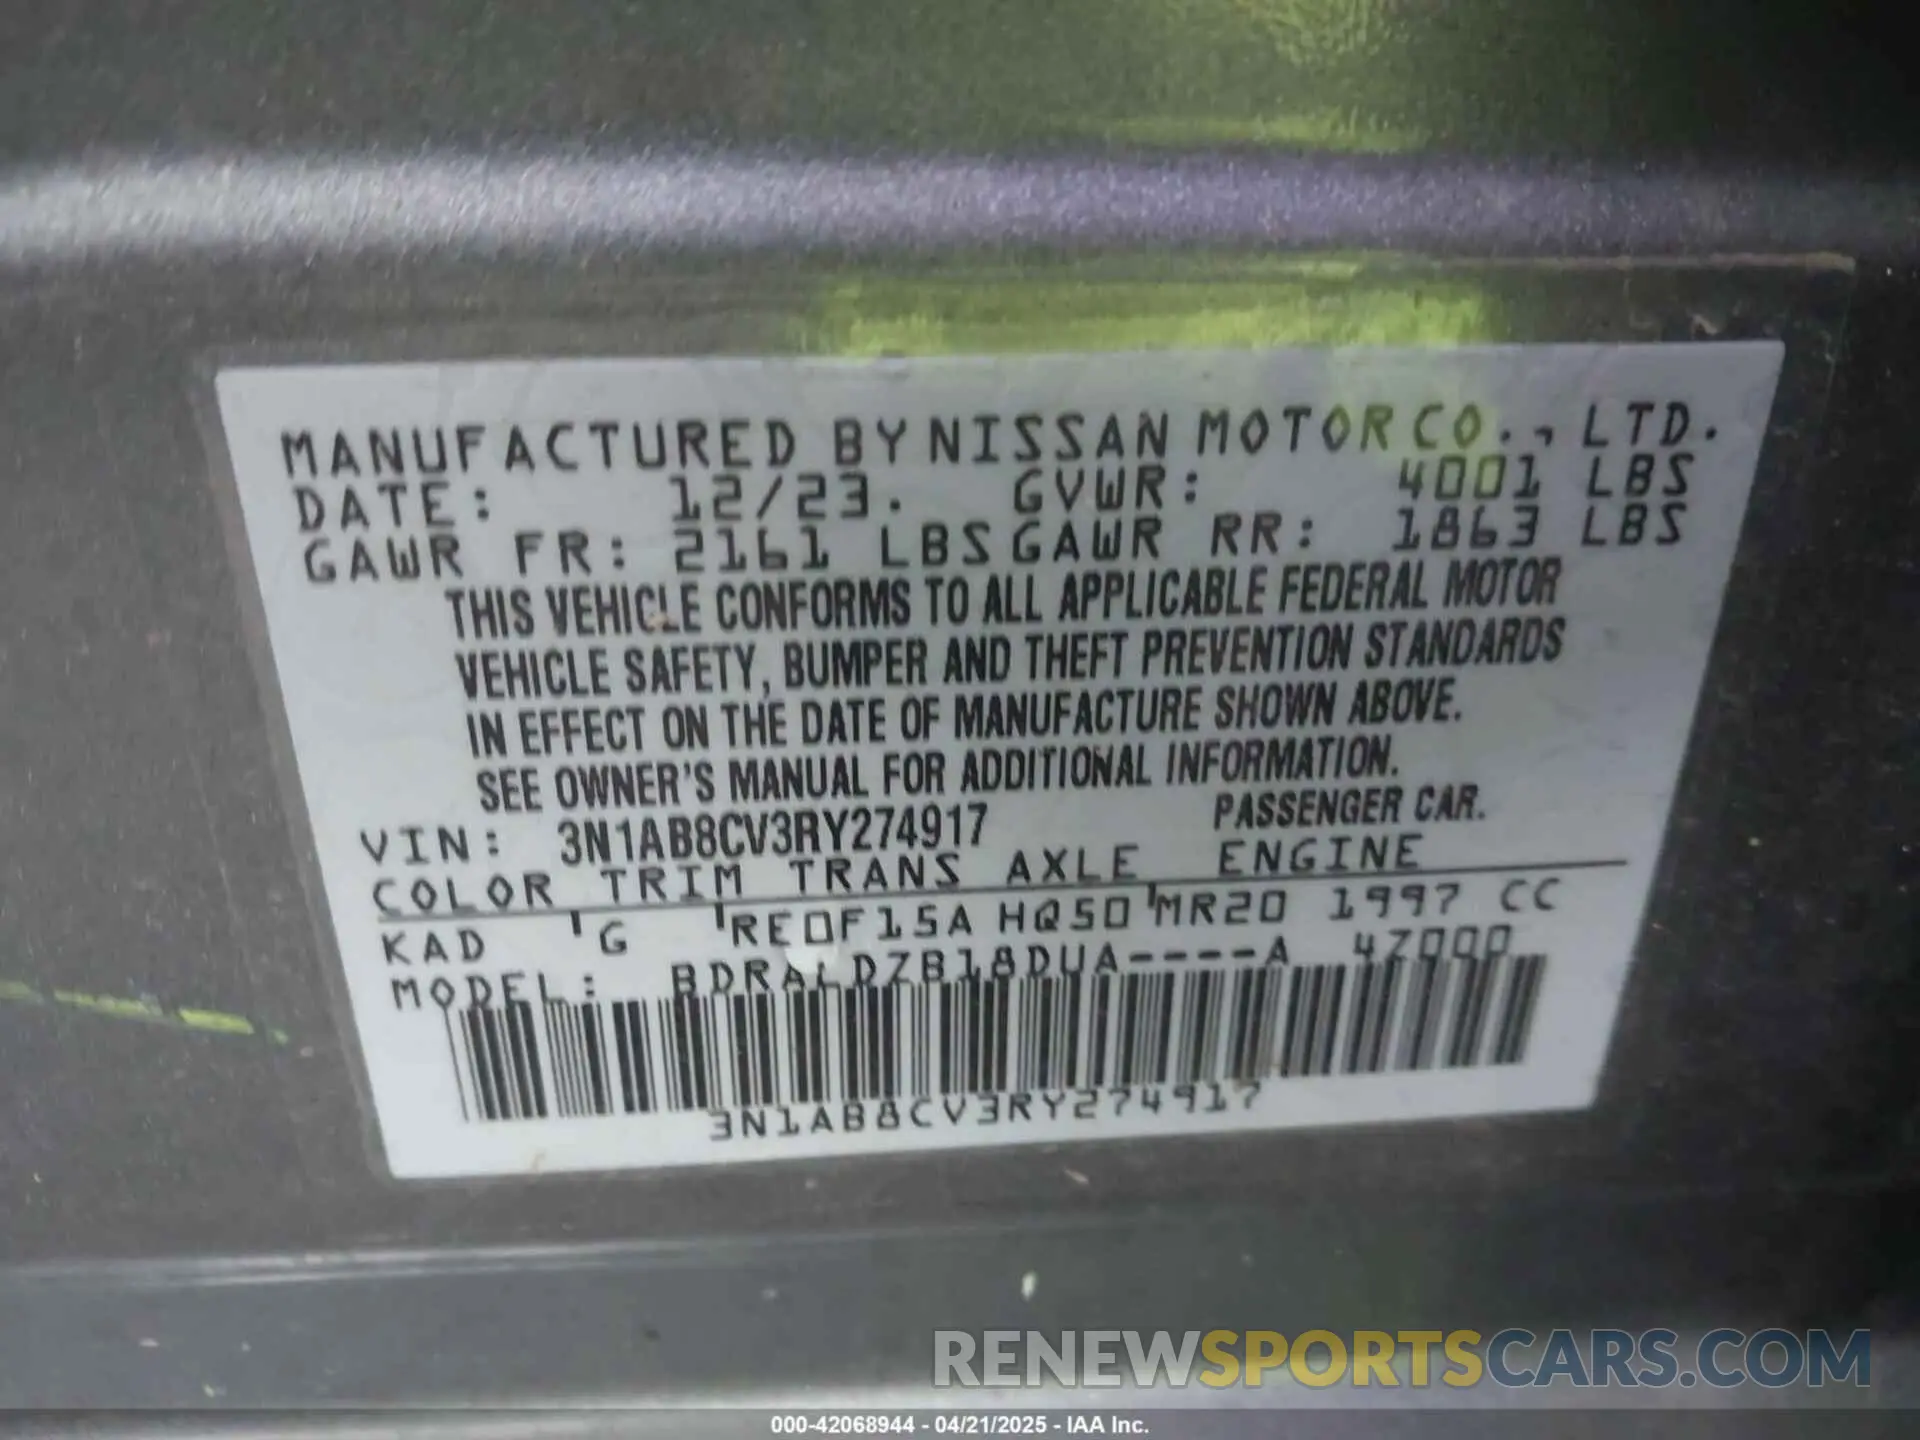 MANUFACTURED BY NISSAN MOTOR CO., LTD.
DATE: 12/23. GVWR: 4001 LBS
GAWR FR: 2161 LBS GAWR RR: 1863 LBS
THIS VEHICLE CONFORMS TO ALL APPLICABLE FEDERAL MOTOR
VEHICLE SAFETY, BUMPER AND THEFT PREVENTION STANDARDS
IN EFFECT ON THE DATE OF MANUFACTURE SHOWN ABOVE.
SEE OWNER'S MANUAL FOR ADDITIONAL INFORMATION.
VIN: 3N1AB8CV3RY274917 PASSENGER CAR.
COLOR TRIM TRANS AXLE ENGINE
KAD G RE0F15A HQ50 MR20 1997 CC
MODEL: BDRALDZB18DUA----A 4Z000
3N1AB8CV3RY274917
RENEWSPORTSCARS.COM
000-42068944 - 04/21/2025 - IAA Inc.